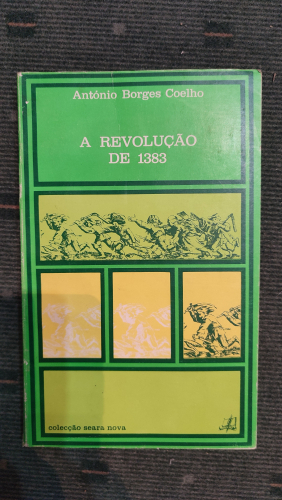 António Borges Coelho
A REVOLUÇÃO
DE 1383
colecção seara nova